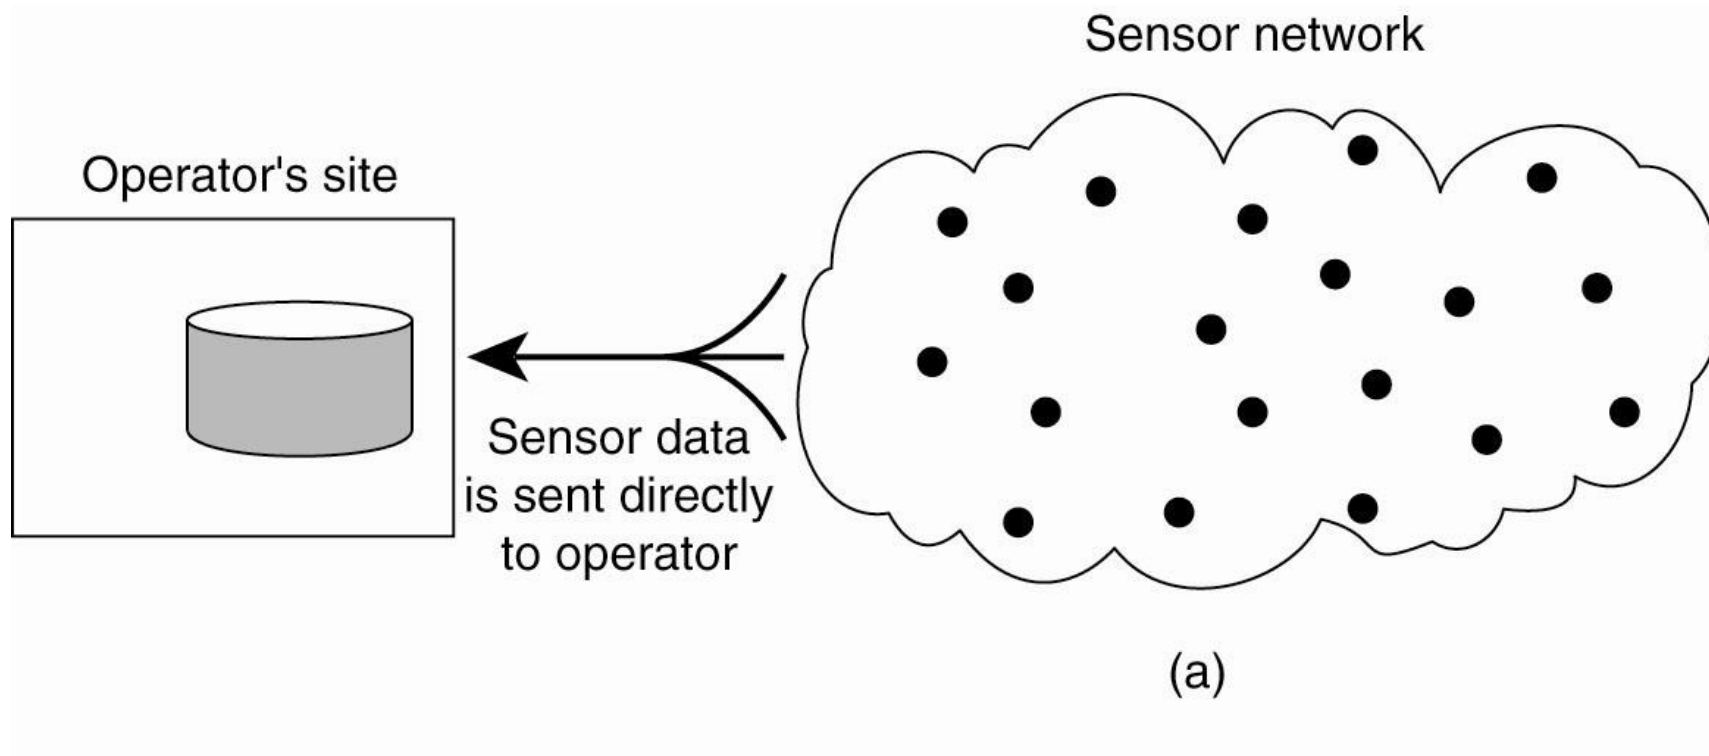 Sensor network
Operator's site
Sensor data
is sent directly
to operator
(a)